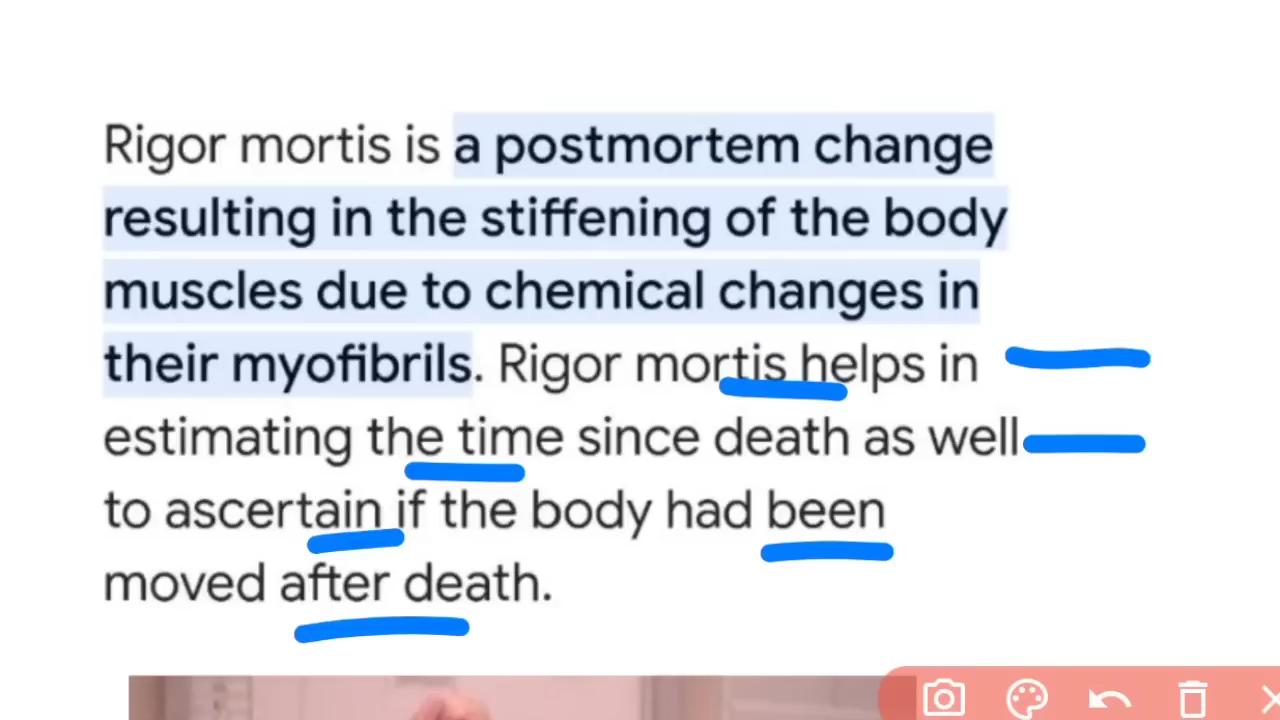 Rigor mortis is a postmortem change
resulting in the stiffening of the body
muscles due to chemical changes in
their myofibrils. Rigor mortis helps in
estimating the time since death as well
to ascertain if the body had been
moved after death.